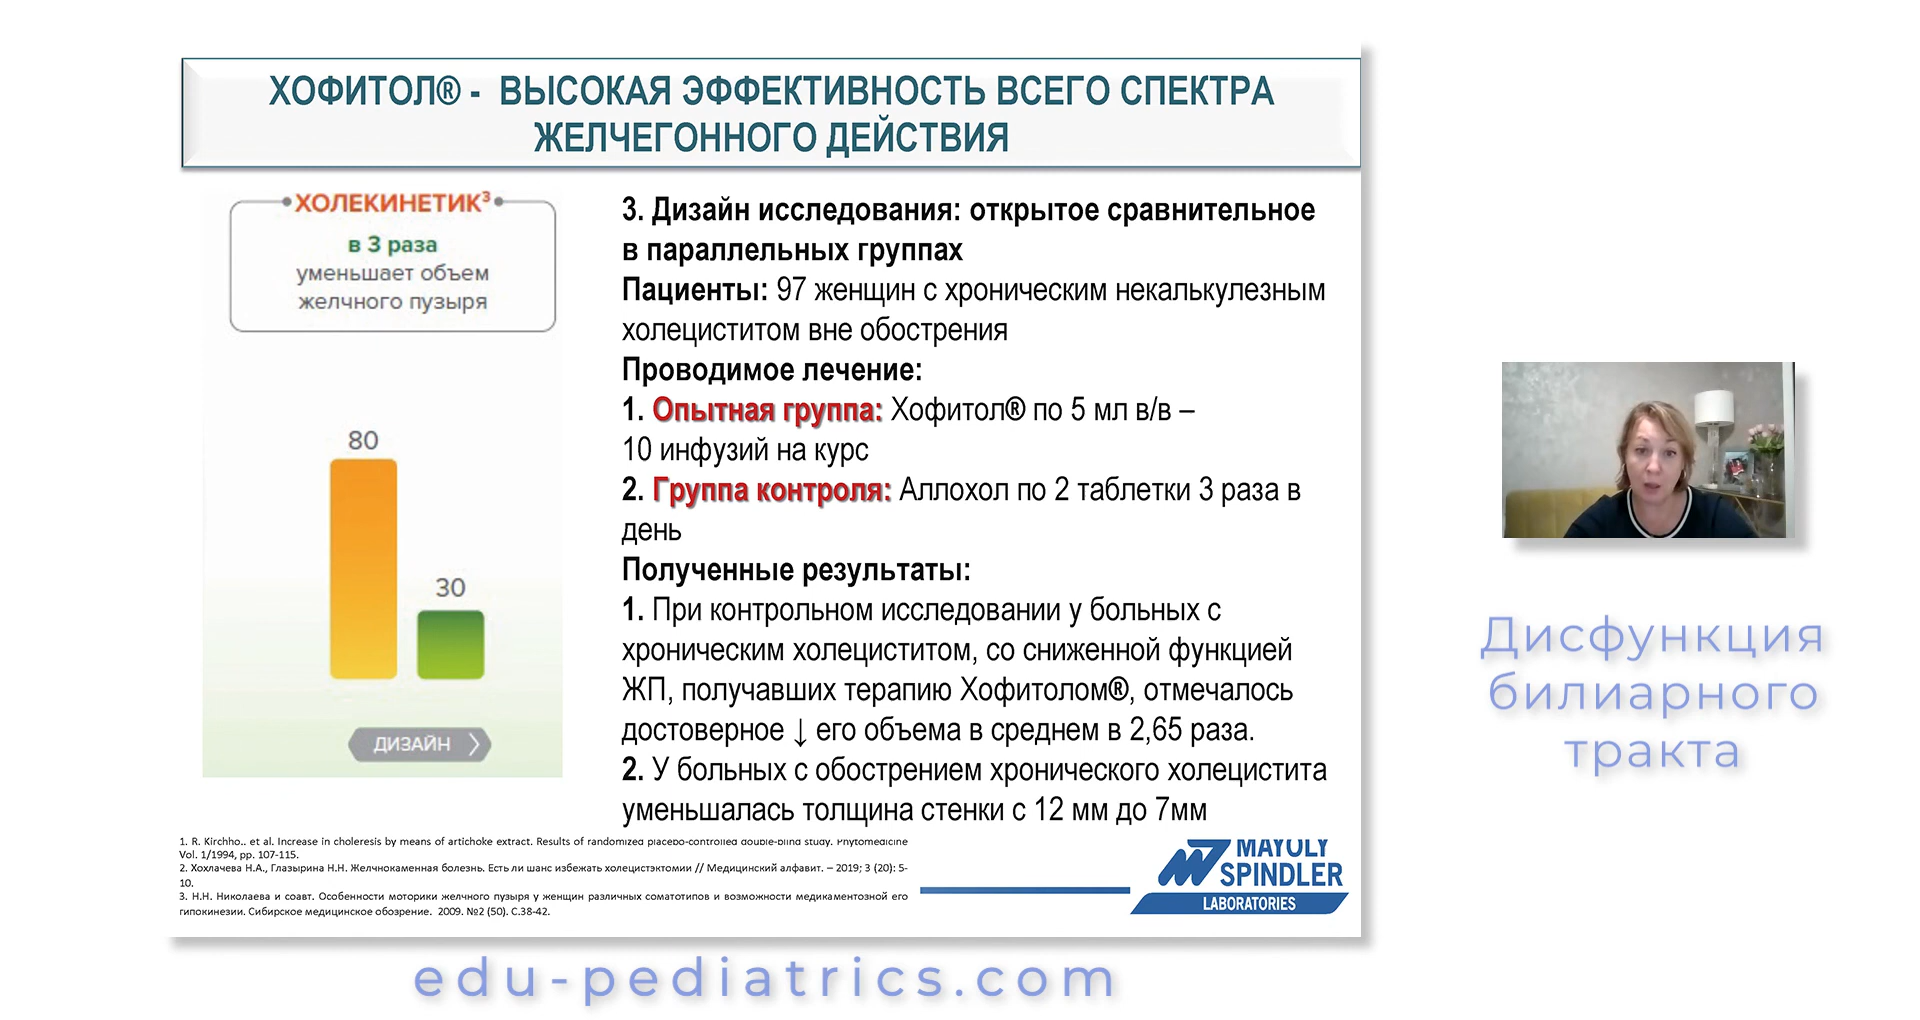 ХОФИТОЛ® - ВЫСОКАЯ ЭФФЕКТИВНОСТЬ ВСЕГО СПЕКТРА
ЖЕЛЧЕГОННОГО ДЕЙСТВИЯ
ХОЛЕКИНЕТИК³
в 3 раза
уменьшает объем
желчного пузыря
80
30
ДИЗАЙН
3. Дизайн исследования: открытое сравнительное
в параллельных группах
Пациенты: 97 женщин с хроническим некалькулезным
холециститом вне обострения
Проводимое лечение:
1. Опытная группа: Хофитол® по 5 мл в/в –
10 инфузий на курс
2. Группа контроля: Аллохол по 2 таблетки 3 раза в
день
Полученные результаты:
1. При контрольном исследовании у больных с
хроническим холециститом, со сниженной функцией
ЖП, получавших терапию Хофитолом®, отмечалось
достоверное ↓ его объема в среднем в 2,65 раза.
2. У больных с обострением хронического холецистита
уменьшалась толщина стенки с 12 мм до 7мм
1. R. Kirchho.. et al. Increase in choleresis by means of artichoke extract. Results of randomized placebo-controlled double-blind study. Phytomedicine
Vol. 1/1994, pp. 107-115.
2. Хохлачева Н.А., Глазырина Н.Н. Желчнокаменная болезнь. Есть ли шанс избежать холецистэктомии // Медицинский алфавит. – 2019; 3 (20): 5-
10.
3. Н.Н. Николаева и соавт. Особенности моторики желчного пузыря у женщин различных соматотипов и возможности медикаментозной его
гипокинезии. Сибирское медицинское обозрение. 2009. №2 (50). С.38-42.
MAYOLY
SPINDLER
LABORATORIES
Дисфункция
билиарного
тракта
edu-pediatrics.com